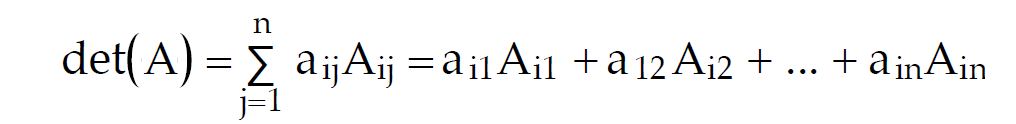 det(A) = ∑_{j=1}^{n} a_{ij}A_{ij} = a_{i1}A_{i1} + a_{12}A_{i2} + ... + a_{in}A_{in}